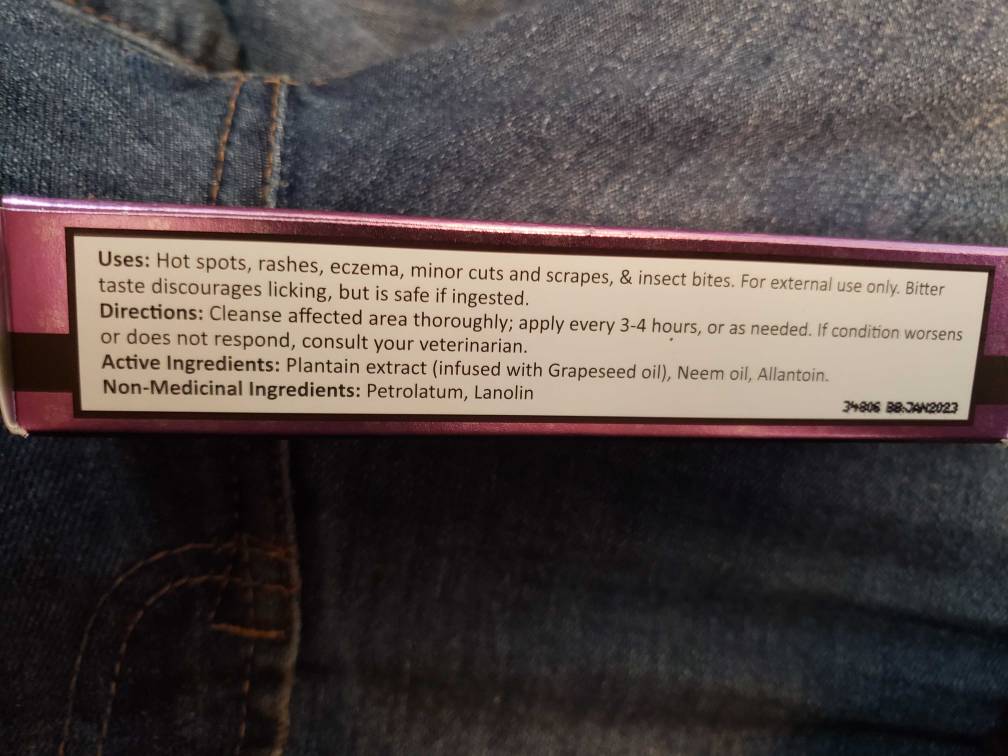 Uses: Hot spots, rashes, eczema, minor cuts and scrapes, & insect bites. For external use only. Bitter
taste discourages licking, but is safe if ingested.
Directions: Cleanse affected area thoroughly; apply every 3-4 hours, or as needed. If condition worsens
or does not respond, consult your veterinarian.
Active Ingredients: Plantain extract (infused with Grapeseed oil), Neem oil, Allantoin.
Non-Medicinal Ingredients: Petrolatum, Lanolin
34806 BB:JAN2023